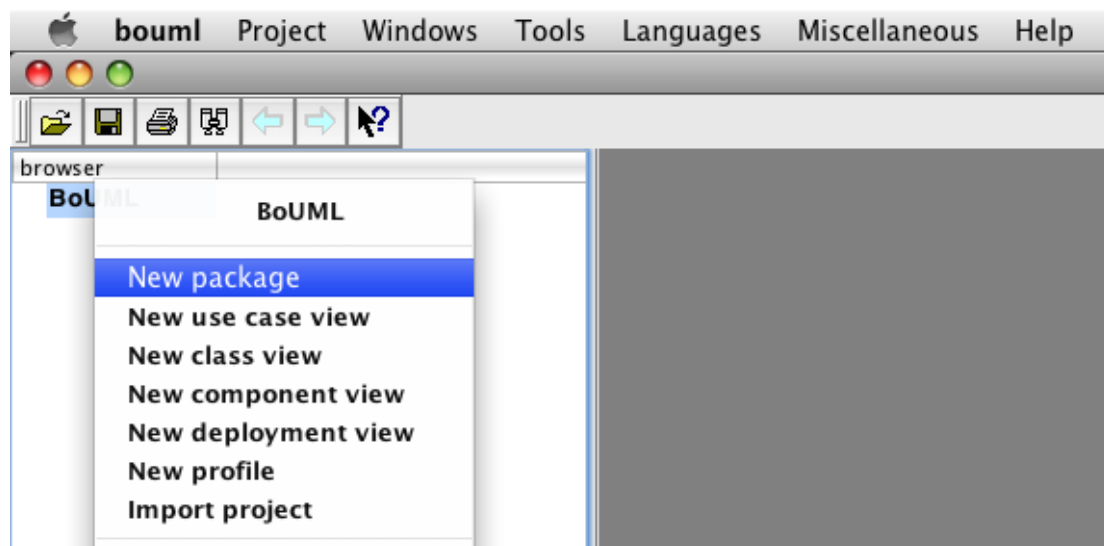 bouml Project Windows Tools Languages Miscellaneous Help
browser
BoUML
BoUML
New package
New use case view
New class view
New component view
New deployment view
New profile
Import project